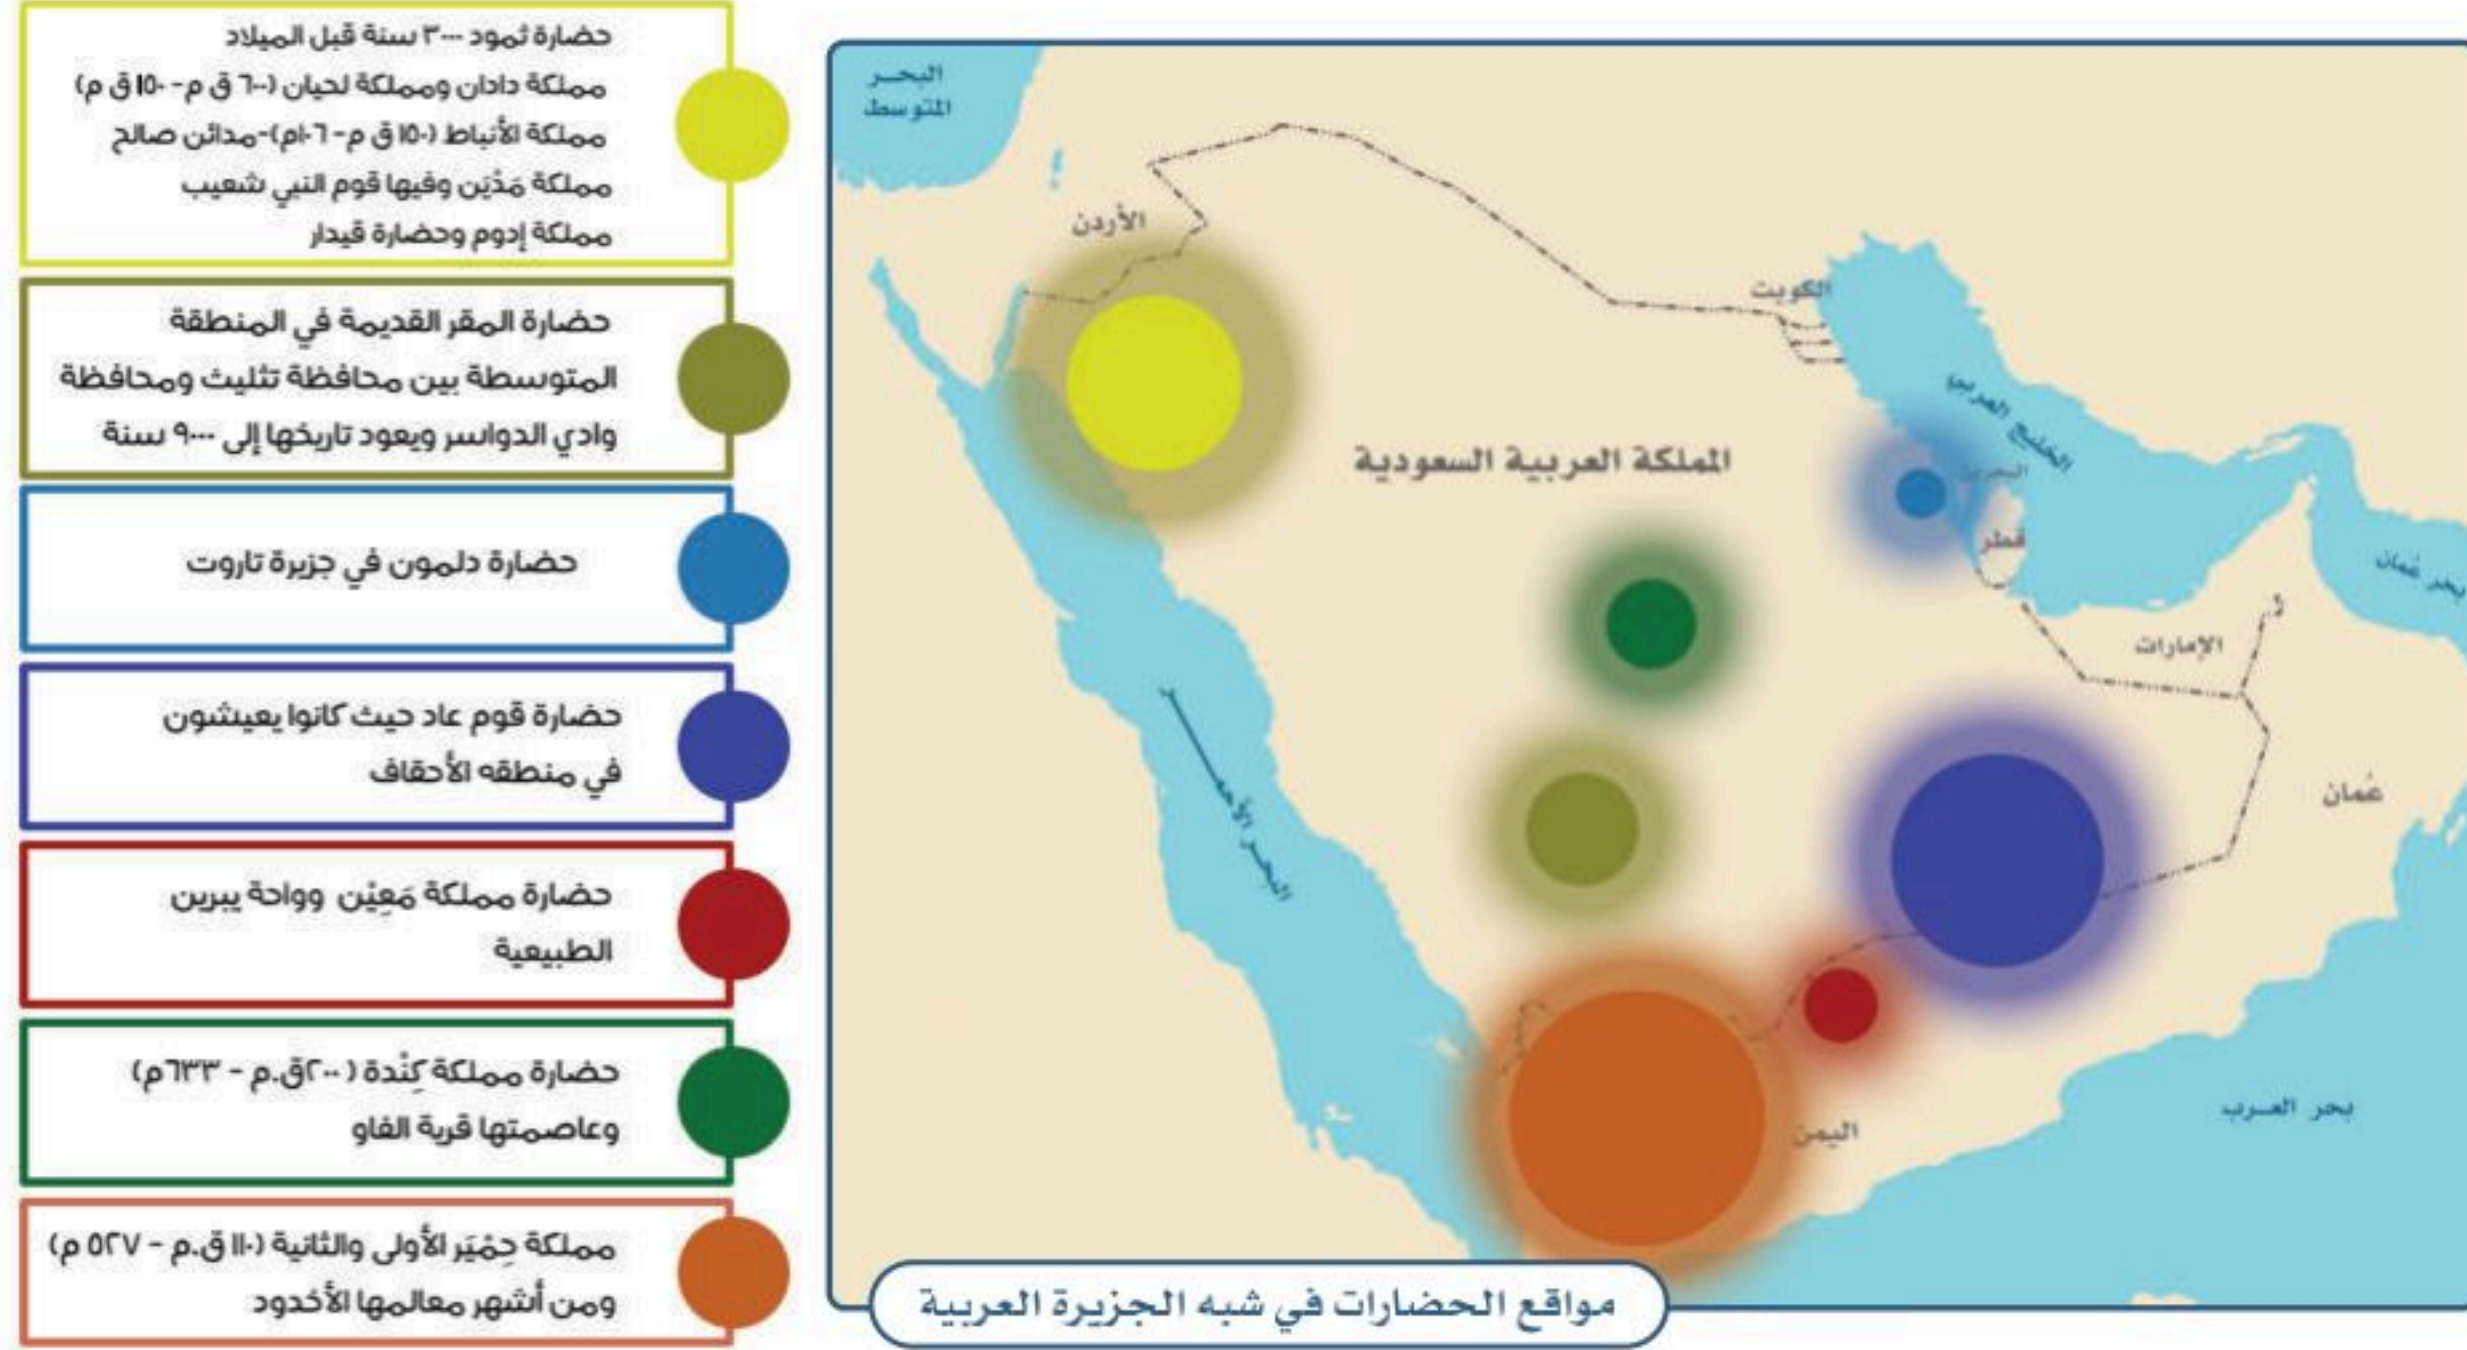 حضارة ثمود ٣٠٠٠ سنة قبل الميلاد
مملكة دادان ومملكة لحيان (٦٠٠ ق م - ١٥٠ ق م)
مملكة الأنباط (١٥٠ ق م - ١٠٦م)-مدائن صالح
مملكة مَدْيَن وفيها قوم النبي شعيب
مملكة إدوم وحضارة قيدار
حضارة المقر القديمة في المنطقة
المتوسطة بين محافظة تثليث ومحافظة
وادي الدواسر ويعود تاريخها إلى ٩٠٠٠ سنة
حضارة دلمون في جزيرة تاروت
حضارة قوم عاد حيث كانوا يعيشون
في منطقه الأحقاف
حضارة مملكة مَعِيْن وواحة يبرين
الطبيعية
حضارة مملكة كِنْدة (٢٠٠ق.م - ٦٣٣م)
وعاصمتها قرية الفاو
مملكة حِمْيَر الأولى والثانية (١١٠ ق.م - ٥٢٧ م)
ومن أشهر معالمها الأخدود
البحر
المتوسط
الأردن
الكويت
الخليج العربي
المملكة العربية السعودية
البحرين
قطر
بحر عُمان
الإمارات
عُمان
البحر الأحمر
اليمن
بحر العرب
مواقع الحضارات في شبه الجزيرة العربية